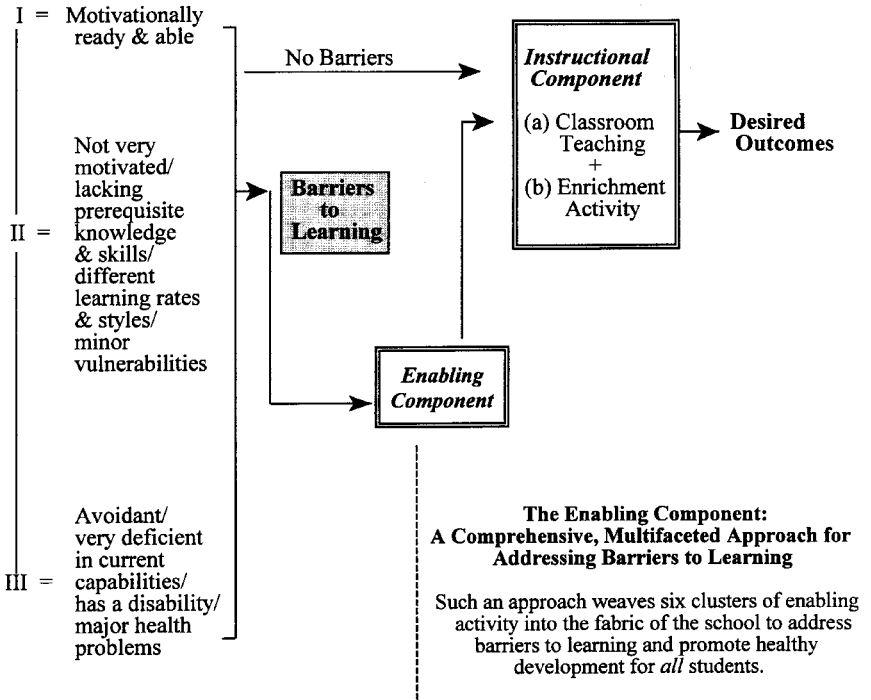 I = Motivationally
ready & able
No Barriers
Instructional
Component
(a) Classroom
Teaching
+
(b) Enrichment
Activity
Desired
Outcomes
Not very
motivated/
lacking
prerequisite
II = knowledge
& skills/
different
learning rates
& styles/
minor
vulnerabilities
Barriers
to
Learning
Enabling
Component
Avoidant/
very deficient
in current
III = capabilities/
has a disability/
major health
problems
The Enabling Component:
A Comprehensive, Multifaceted Approach for
Addressing Barriers to Learning
Such an approach weaves six clusters of enabling
activity into the fabric of the school to address
barriers to learning and promote healthy
development for all students.